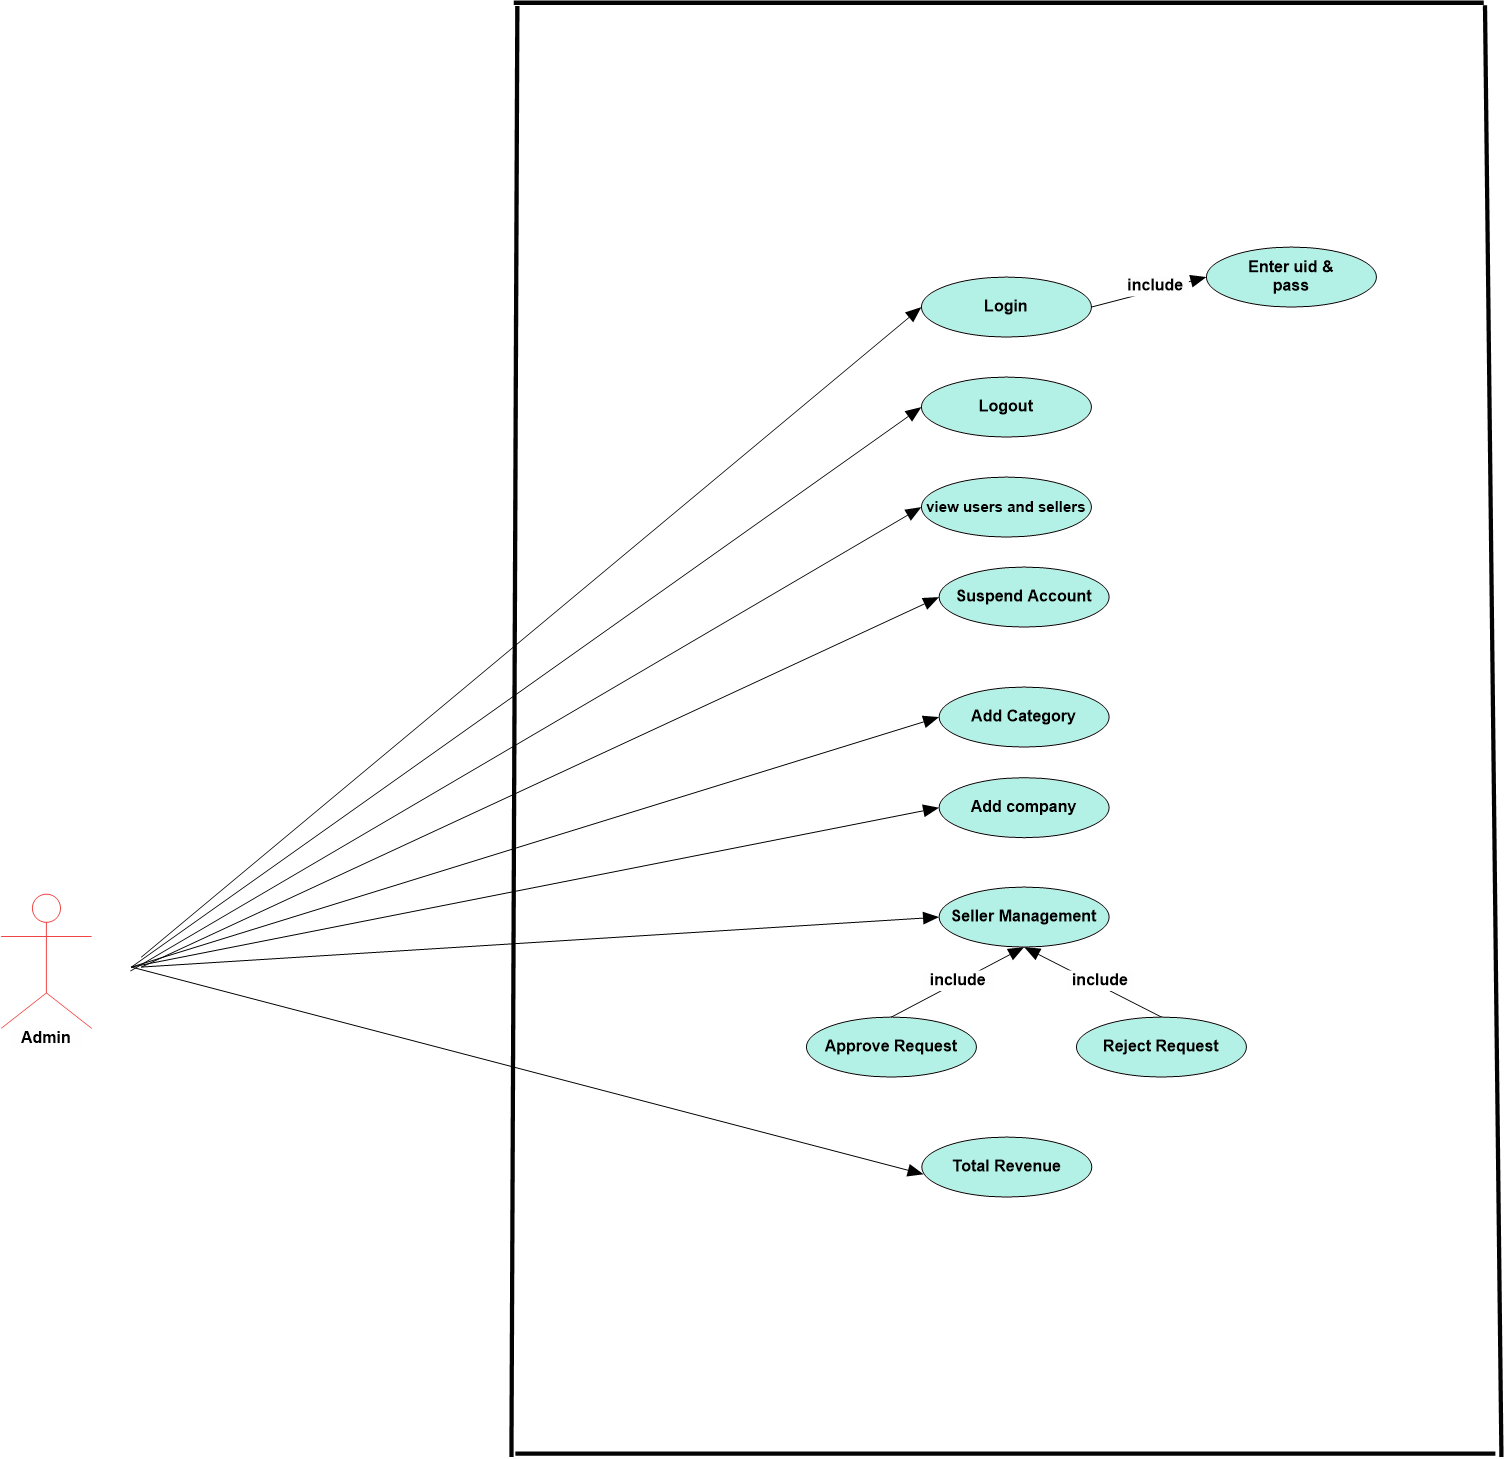 Enter uid &
pass
include
Login
Logout
view users and sellers
Suspend Account
Add Category
Add company
Seller Management
include
include
Approve Request
Reject Request
Admin
Total Revenue